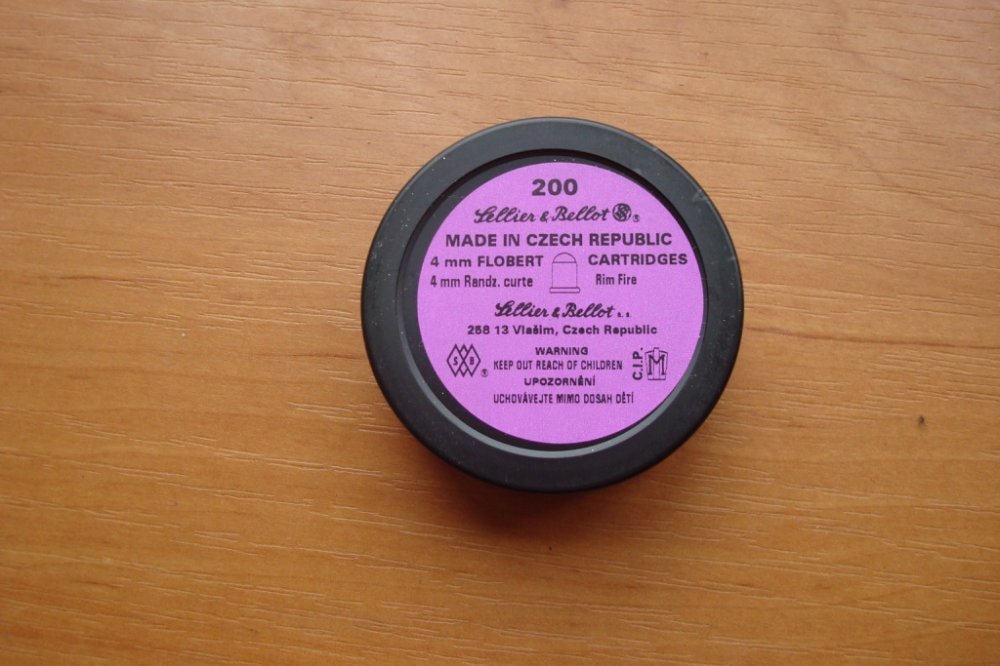 200
Sellier & Bellot ®
MADE IN CZECH REPUBLIC
4 mm FLOBERT CARTRIDGES
4 mm Randz. curte Rim Fire
Sellier & Bellot a. s.
258 13 Vlašim, Czech Republic
WARNING
KEEP OUT REACH OF CHILDREN
UPOZORNĚNÍ
UCHOVÁVEJTE MIMO DOSAH DĚTÍ
S B ®
C.I.P.